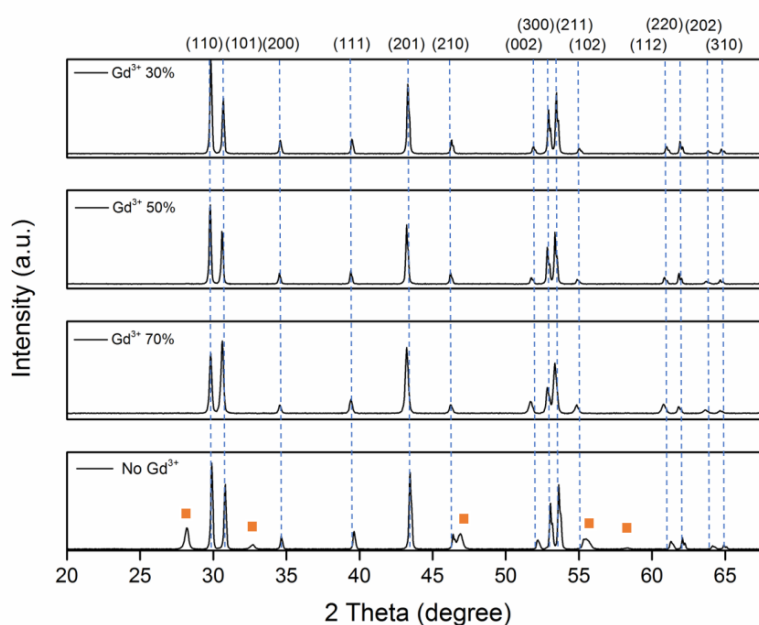 (300) (211) (220) (202)
(110) (101) (200) (111) (201) (210) (002) (102) (112) (310)
Gd³⁺ 30%
Gd³⁺ 50%
Gd³⁺ 70%
No Gd³⁺
Intensity (a.u.)
20 25 30 35 40 45 50 55 60 65
2 Theta (degree)